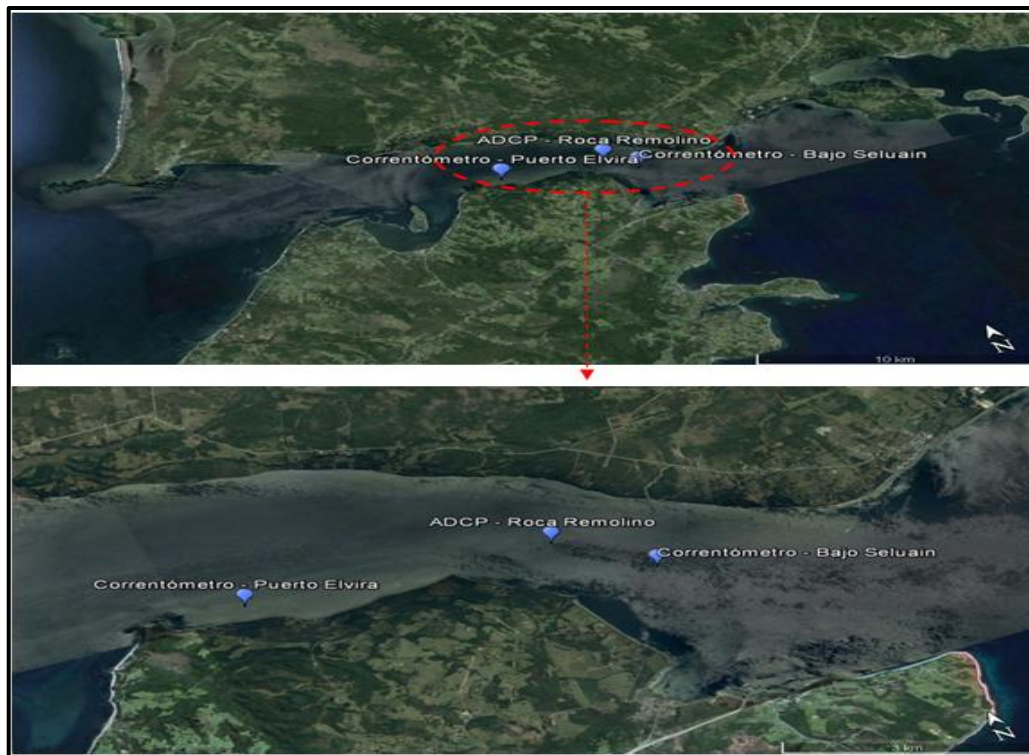 ADCP - Roca Remolino
Correntómetro - Puerto Elvira
Correntómetro - Bajo Seluain
10 km
N
ADCP - Roca Remolino
Correntómetro - Bajo Seluain
Correntómetro - Puerto Elvira
3 km
N